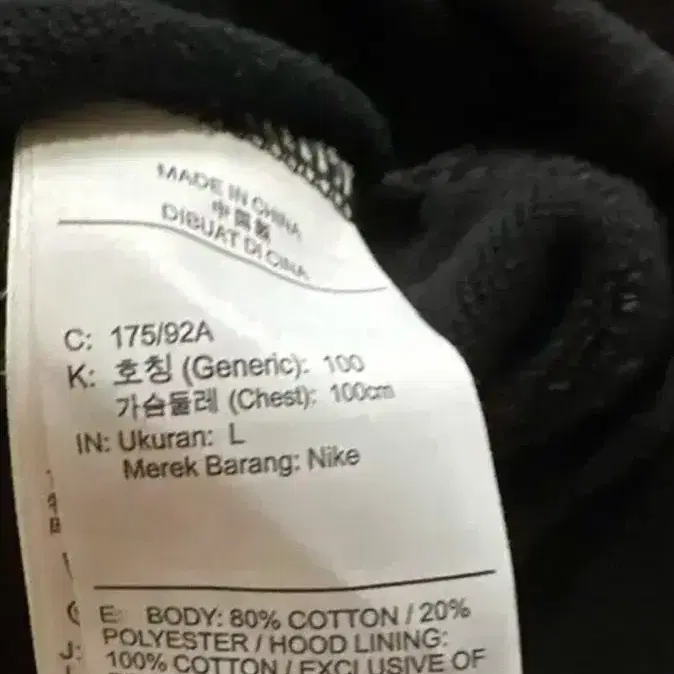 MADE IN CHINA
中国製
DIBUAT DI CINA
C: 175/92A
K: 호칭 (Generic): 100
가슴둘레 (Chest): 100cm
IN: Ukuran: L
Merek Barang: Nike
E: BODY: 80% COTTON / 20%
POLYESTER / HOOD LINING:
J: 100% COTTON / EXCLUSIVE OF